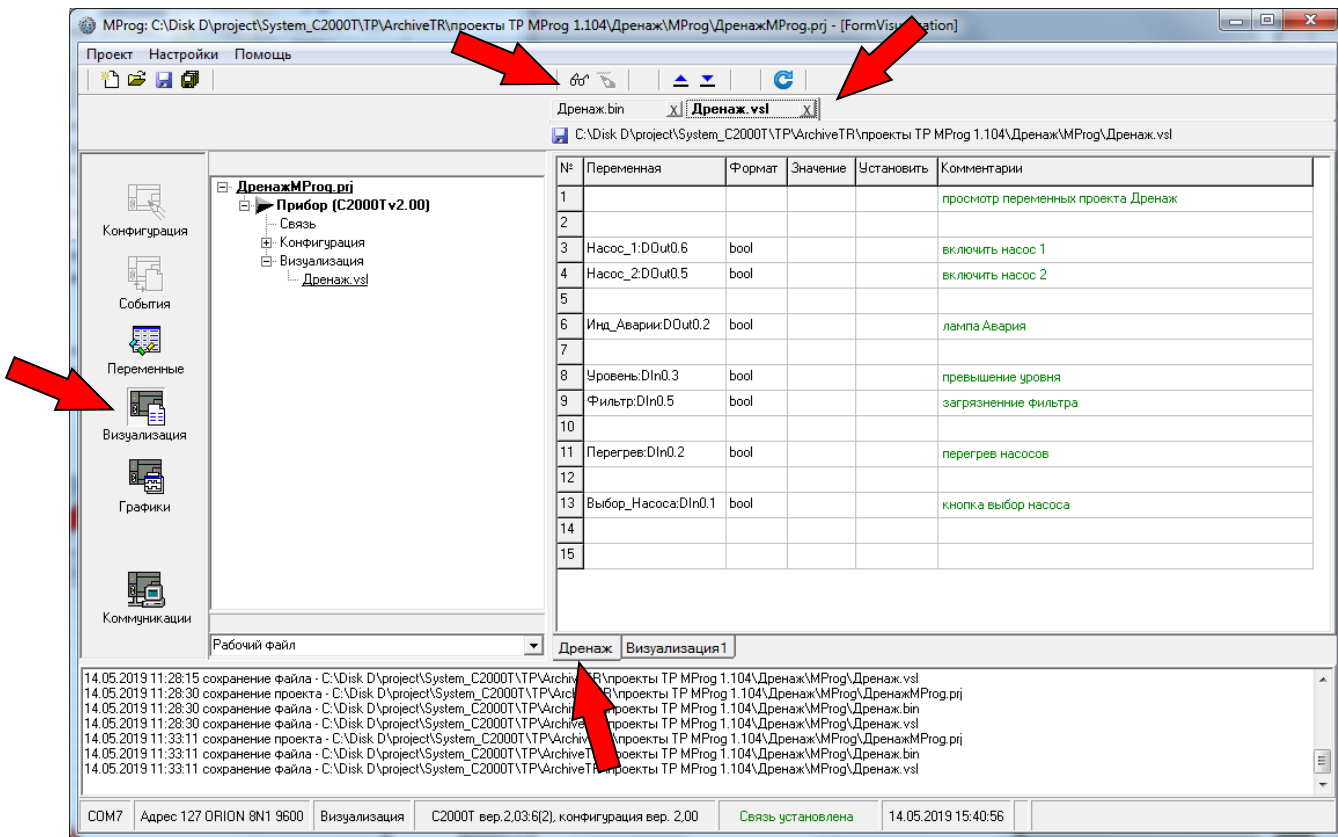 MProg: C:\Disk D\project\System_C2000T\TP\ArchiveTR\проекты ТР MProg 1.104\Дренаж\MProg\ДренажMProg.prj - [FormVisu tion]
Проект Настройки Помощь
Дренаж.bin X Дренаж.vsl X
C:\Disk D\project\System_C2000T\TP\ArchiveTR\проекты ТР MProg 1.104\Дренаж\MProg\Дренаж.vsl
Конфигурация
События
Переменные
Визуализация
Графики
Коммуникации
ДренажMProg.prj
Прибор (C2000T v2.00)
Связь
Конфигурация
Визуализация
Дренаж.vsl
Рабочий файл
№ Переменная Формат Значение Установить Комментарии
1 просмотр переменных проекта Дренаж
2
3 Насос_1:DOut0.6 bool включить насос 1
4 Насос_2:DOut0.5 bool включить насос 2
5
6 Инд_Аварии:DOut0.2 bool лампа Авария
7
8 Уровень:DIn0.3 bool превышение уровня
9 Фильтр:DIn0.5 bool загрязненние фильтра
10
11 Перегрев:DIn0.2 bool перегрев насосов
12
13 Выбор_Насоса:DIn0.1 bool кнопка выбор насоса
14
15
Дренаж Визуализация1
14.05.2019 11:28:15 сохранение файла - C:\Disk D\project\System_C2000T\TP\Archiv TR\проекты ТР MProg 1.104\Дренаж\MProg\Дренаж.vsl
14.05.2019 11:28:30 сохранение проекта - C:\Disk D\project\System_C2000T\TP\Arc R\проекты ТР MProg 1.104\Дренаж\MProg\ДренажMProg.prj
14.05.2019 11:28:30 сохранение файла - C:\Disk D\project\System_C2000T\TP\Archi \проекты ТР MProg 1.104\Дренаж\MProg\Дренаж.bin
14.05.2019 11:28:30 сохранение файла - C:\Disk D\project\System_C2000T\TP\Archive проекты ТР MProg 1.104\Дренаж\MProg\Дренаж.vsl
14.05.2019 11:33:11 сохранение проекта - C:\Disk D\project\System_C2000T\TP\Archi проекты ТР MProg 1.104\Дренаж\MProg\ДренажMProg.prj
14.05.2019 11:33:11 сохранение файла - C:\Disk D\project\System_C2000T\TP\Archive проекты ТР MProg 1.104\Дренаж\MProg\Дренаж.bin
14.05.2019 11:33:11 сохранение файла - C:\Disk D\project\System_C2000T\TP\ArchiveT роекты ТР MProg 1.104\Дренаж\MProg\Дренаж.vsl
COM7 Адрес 127 ORION 8N1 9600 Визуализация C2000T вер.2,03:6(2), конфигурация вер. 2,00 Связь установлена 14.05.2019 15:40:56